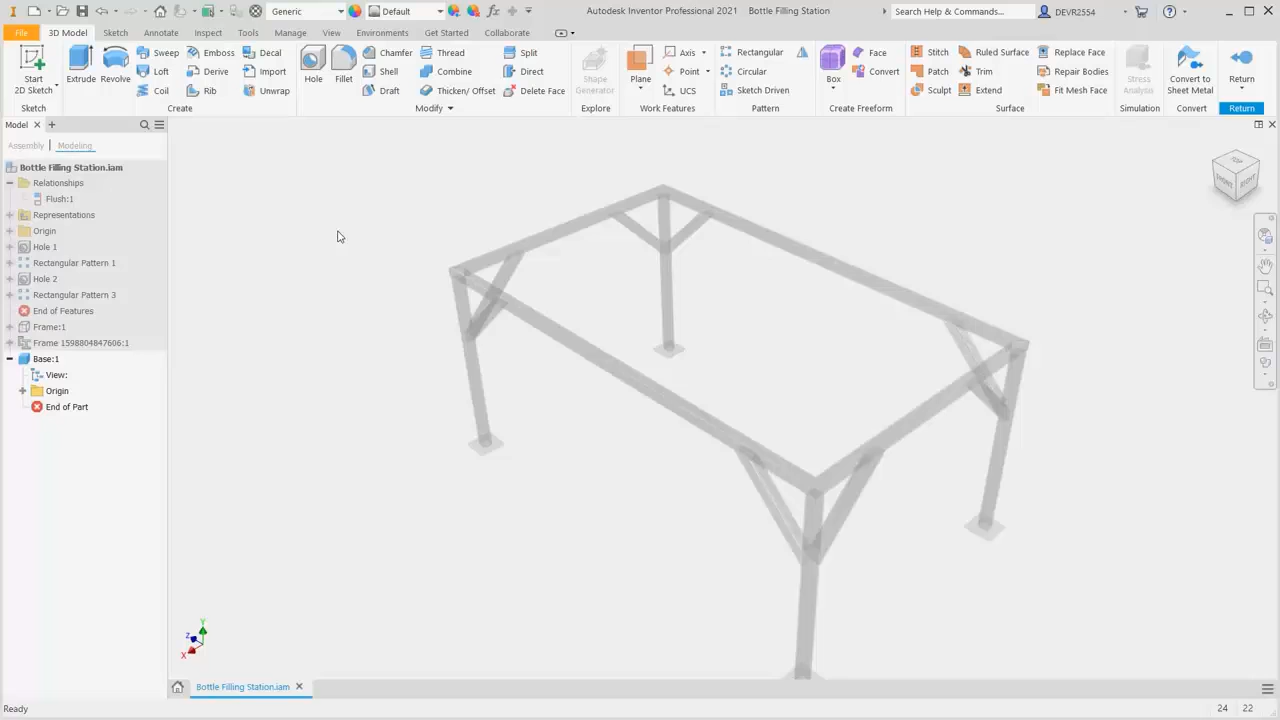 Generic
Default
Autodesk Inventor Professional 2021 Bottle Filling Station
Search Help & Commands...
DEVR2554
File
3D Model
Sketch
Annotate
Inspect
Tools
Manage
View
Environments
Get Started
Collaborate
Start
2D Sketch
Sketch
Extrude
Revolve
Sweep
Emboss
Decal
Loft
Derive
Import
Coil
Rib
Unwrap
Create
Hole
Fillet
Chamfer
Thread
Split
Shell
Combine
Direct
Draft
Thicken/ Offset
Delete Face
Modify
Shape
Generator
Explore
Plane
Axis
Point
UCS
Work Features
Rectangular
Circular
Sketch Driven
Pattern
Box
Face
Convert
Create Freeform
Stitch
Ruled Surface
Replace Face
Patch
Trim
Repair Bodies
Sculpt
Extend
Fit Mesh Face
Surface
Stress
Analysis
Simulation
Convert to
Sheet Metal
Convert
Return
Return
Model
Assembly
Modeling
Bottle Filling Station.iam
Relationships
Flush:1
Representations
Origin
Hole 1
Rectangular Pattern 1
Hole 2
Rectangular Pattern 3
End of Features
Frame:1
Frame 1598804847606:1
Base:1
View:
Origin
End of Part
TOP
FRONT
RIGHT
Y
Z
X
Bottle Filling Station.iam
Ready
24 22